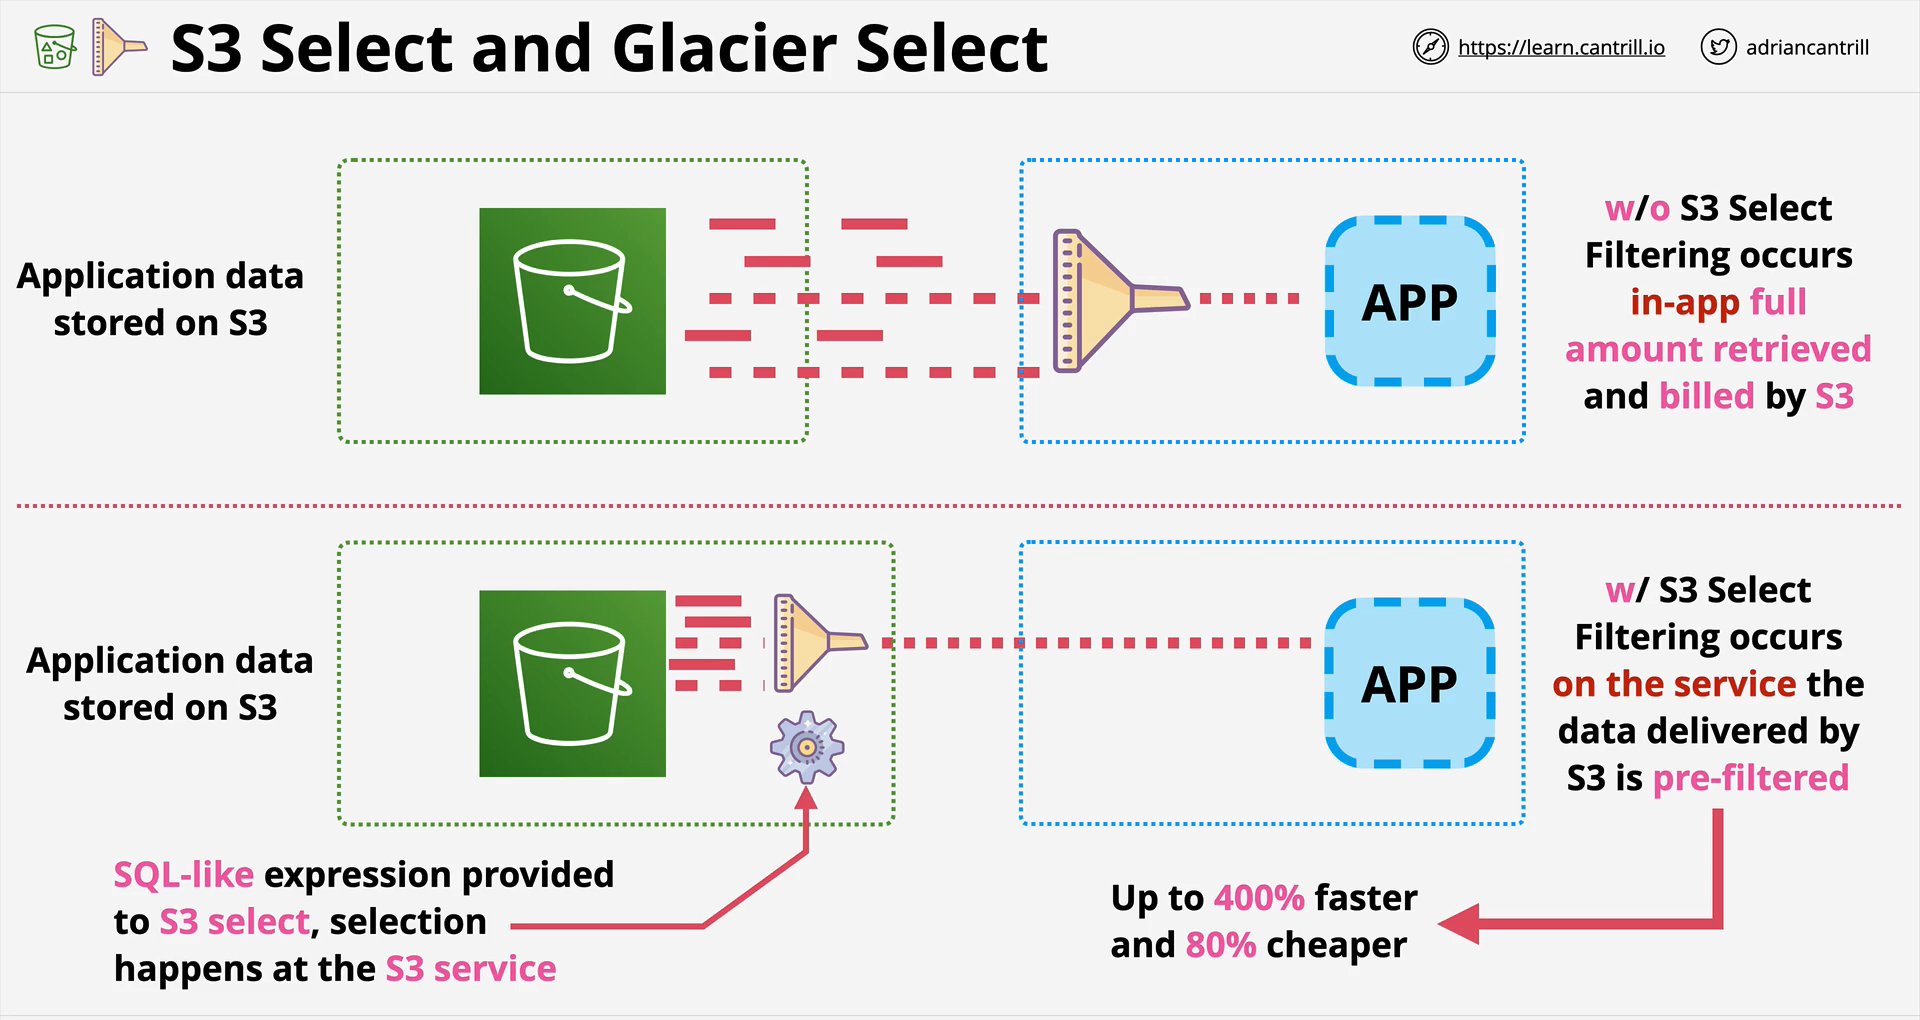 S3 Select and Glacier Select
https://learn.cantrill.io
adriancantrill
Application data
stored on S3
APP
w/o S3 Select
Filtering occurs
in-app full
amount retrieved
and billed by S3
Application data
stored on S3
APP
w/ S3 Select
Filtering occurs
on the service the
data delivered by
S3 is pre-filtered
SQL-like expression provided
to S3 select, selection
happens at the S3 service
Up to 400% faster
and 80% cheaper